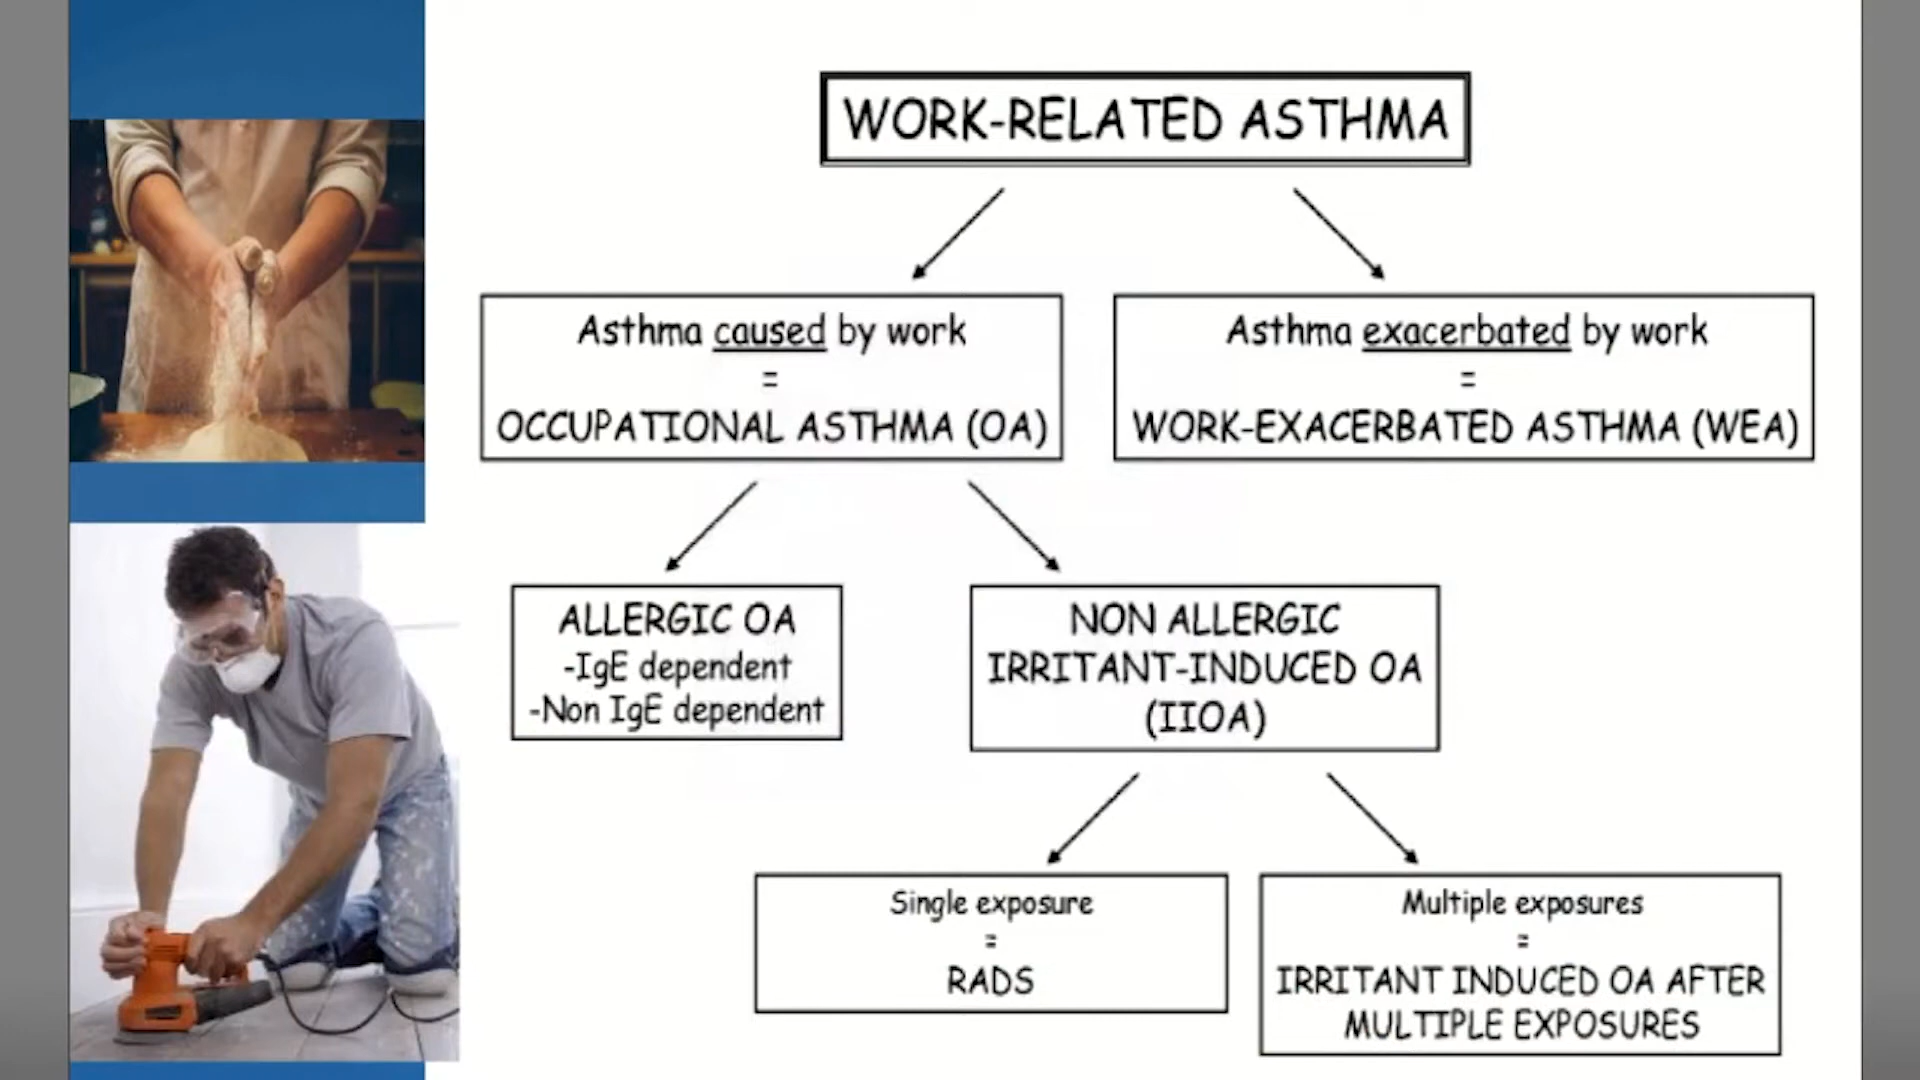 WORK-RELATED ASTHMA
Asthma caused by work
=
OCCUPATIONAL ASTHMA (OA)
Asthma exacerbated by work
=
WORK-EXACERBATED ASTHMA (WEA)
ALLERGIC OA
-IgE dependent
-Non IgE dependent
NON ALLERGIC
IRRITANT-INDUCED OA
(IIOA)
Single exposure
=
RADS
Multiple exposures
=
IRRITANT INDUCED OA AFTER
MULTIPLE EXPOSURES